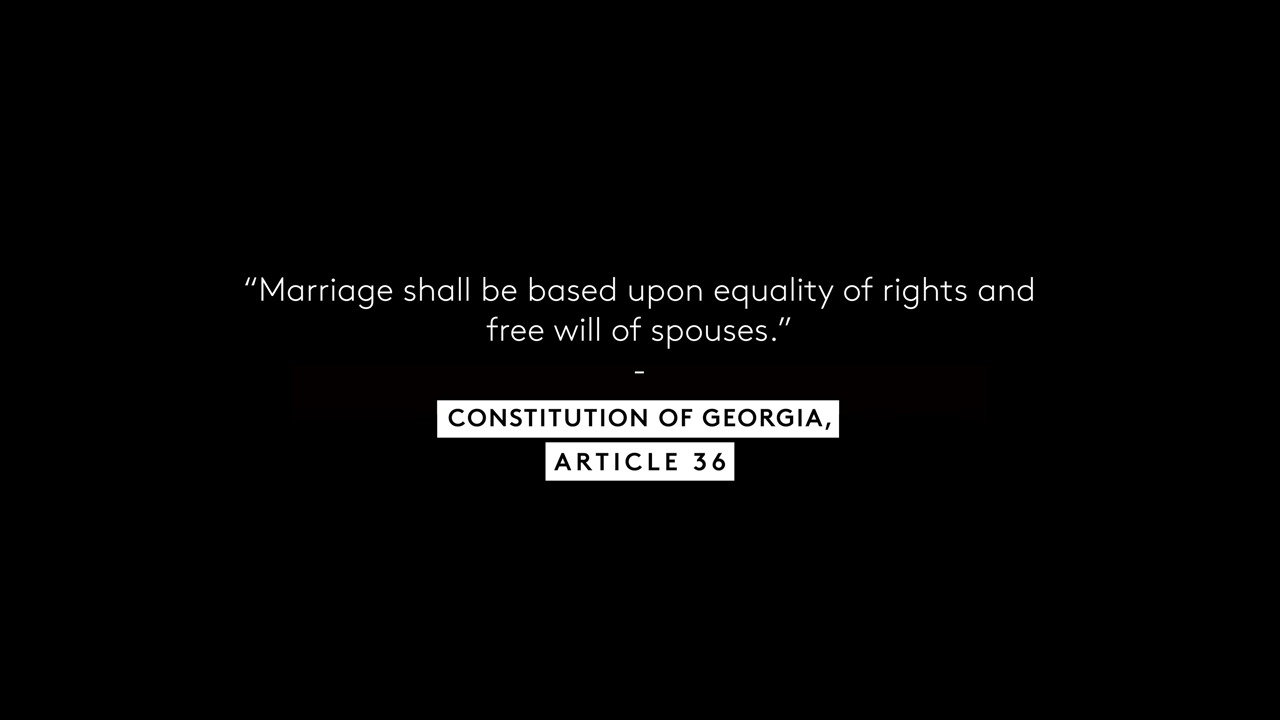 “Marriage shall be based upon equality of rights and
free will of spouses.”
-
CONSTITUTION OF GEORGIA,
ARTICLE 36